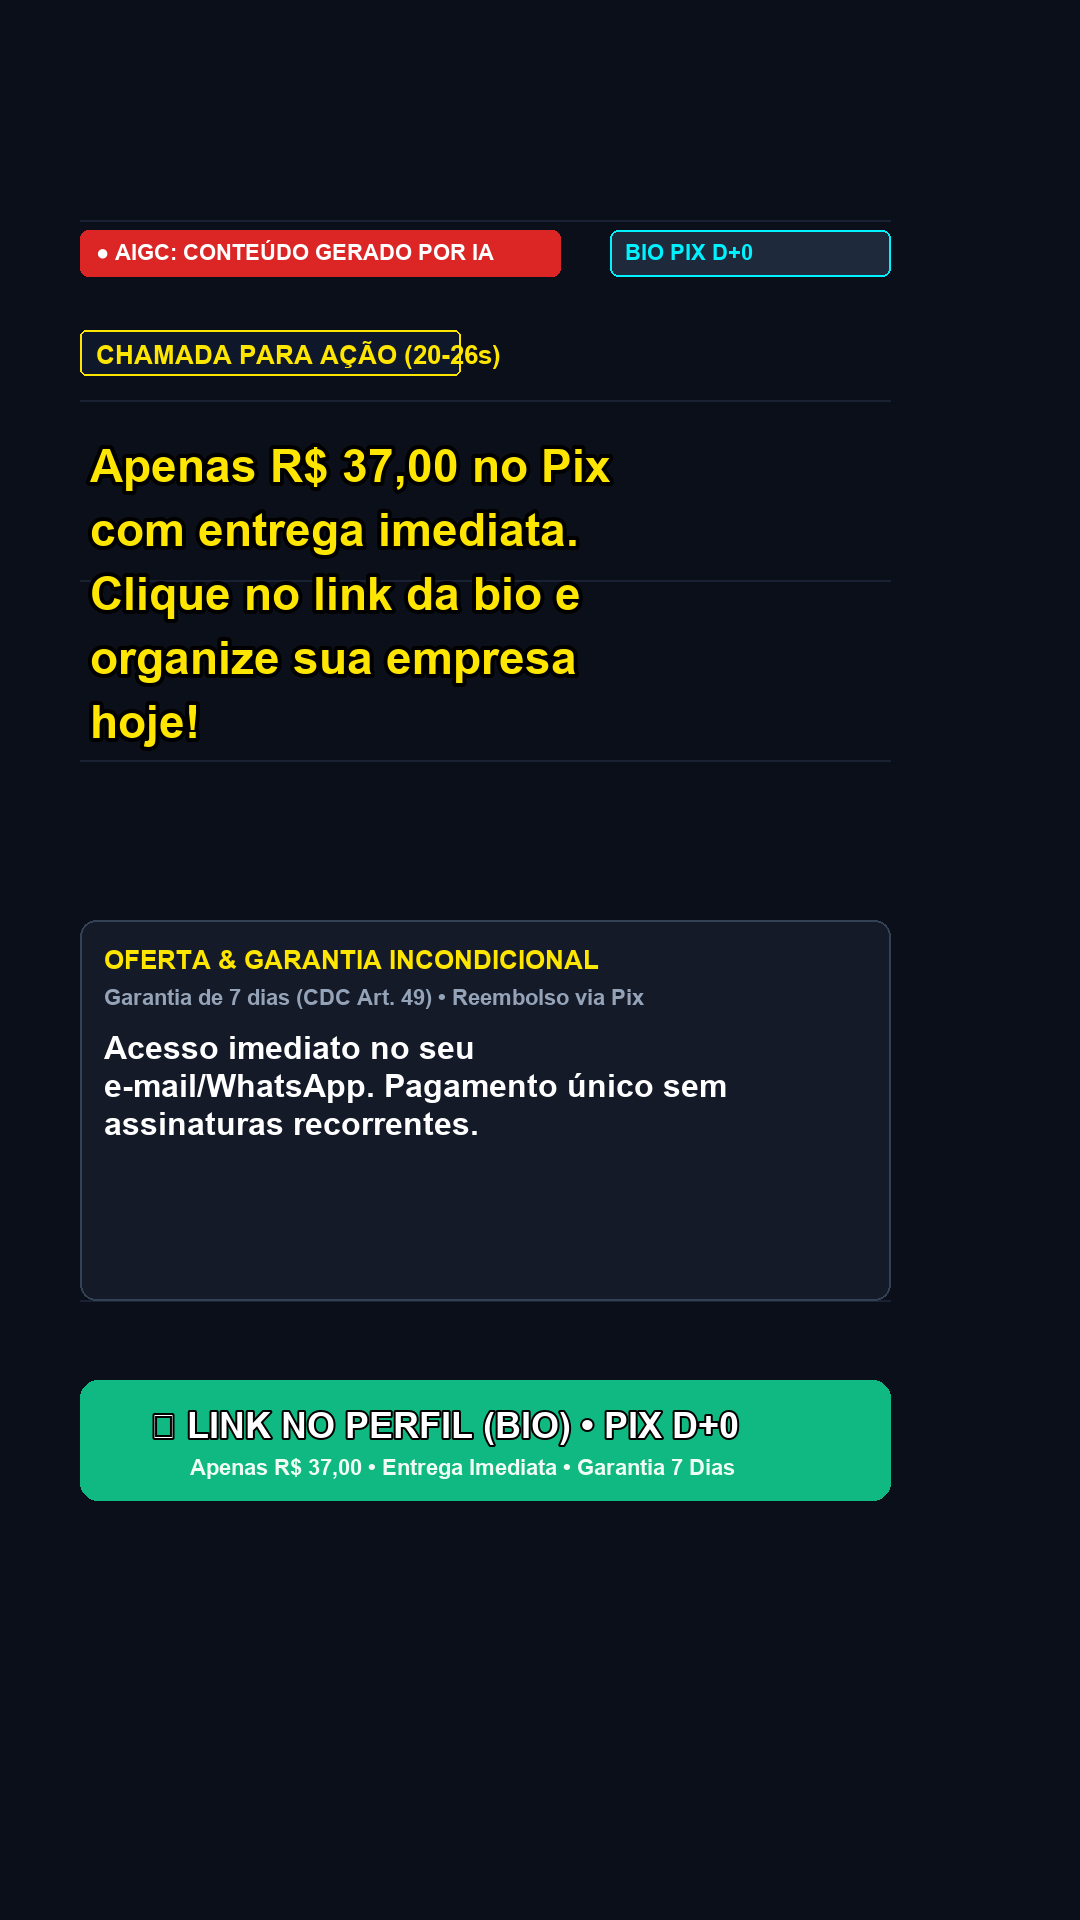 ● AIGC: CONTEÚDO GERADO POR IA
BIO PIX D+0
CHAMADA PARA AÇÃO (20-26s)
Apenas R$ 37,00 no Pix
com entrega imediata.
Clique no link da bio e
organize sua empresa
hoje!
OFERTA & GARANTIA INCONDICIONAL
Garantia de 7 dias (CDC Art. 49) • Reembolso via Pix
Acesso imediato no seu
e-mail/WhatsApp. Pagamento único sem
assinaturas recorrentes.
LINK NO PERFIL (BIO) • PIX D+0
Apenas R$ 37,00 • Entrega Imediata • Garantia 7 Dias